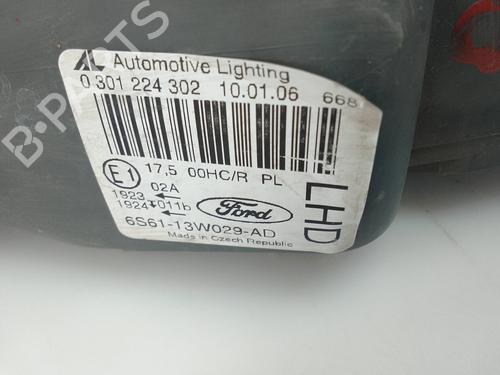 AL Automotive Lighting
0 301 224 302 10.01.06 668
E1 17,5 00HC/R PL
02A
1923
1924 011b
Ford
6S61-13W029-AD
Made in Czech Republic
LHD
B-PARTS